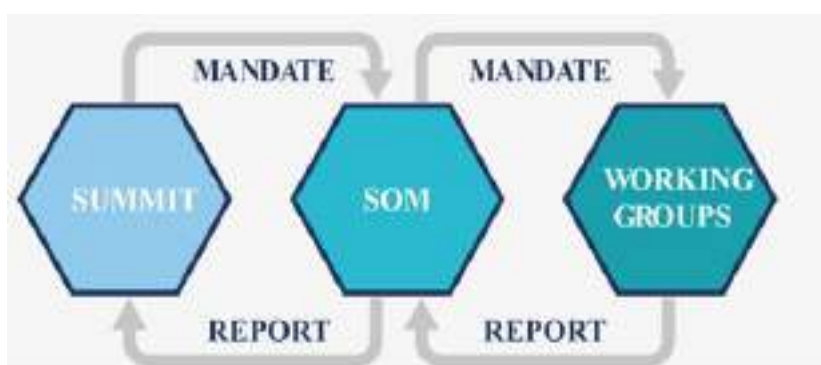 MANDATE
MANDATE
SUMMIT
SOM
WORKING
GROUPS
REPORT
REPORT